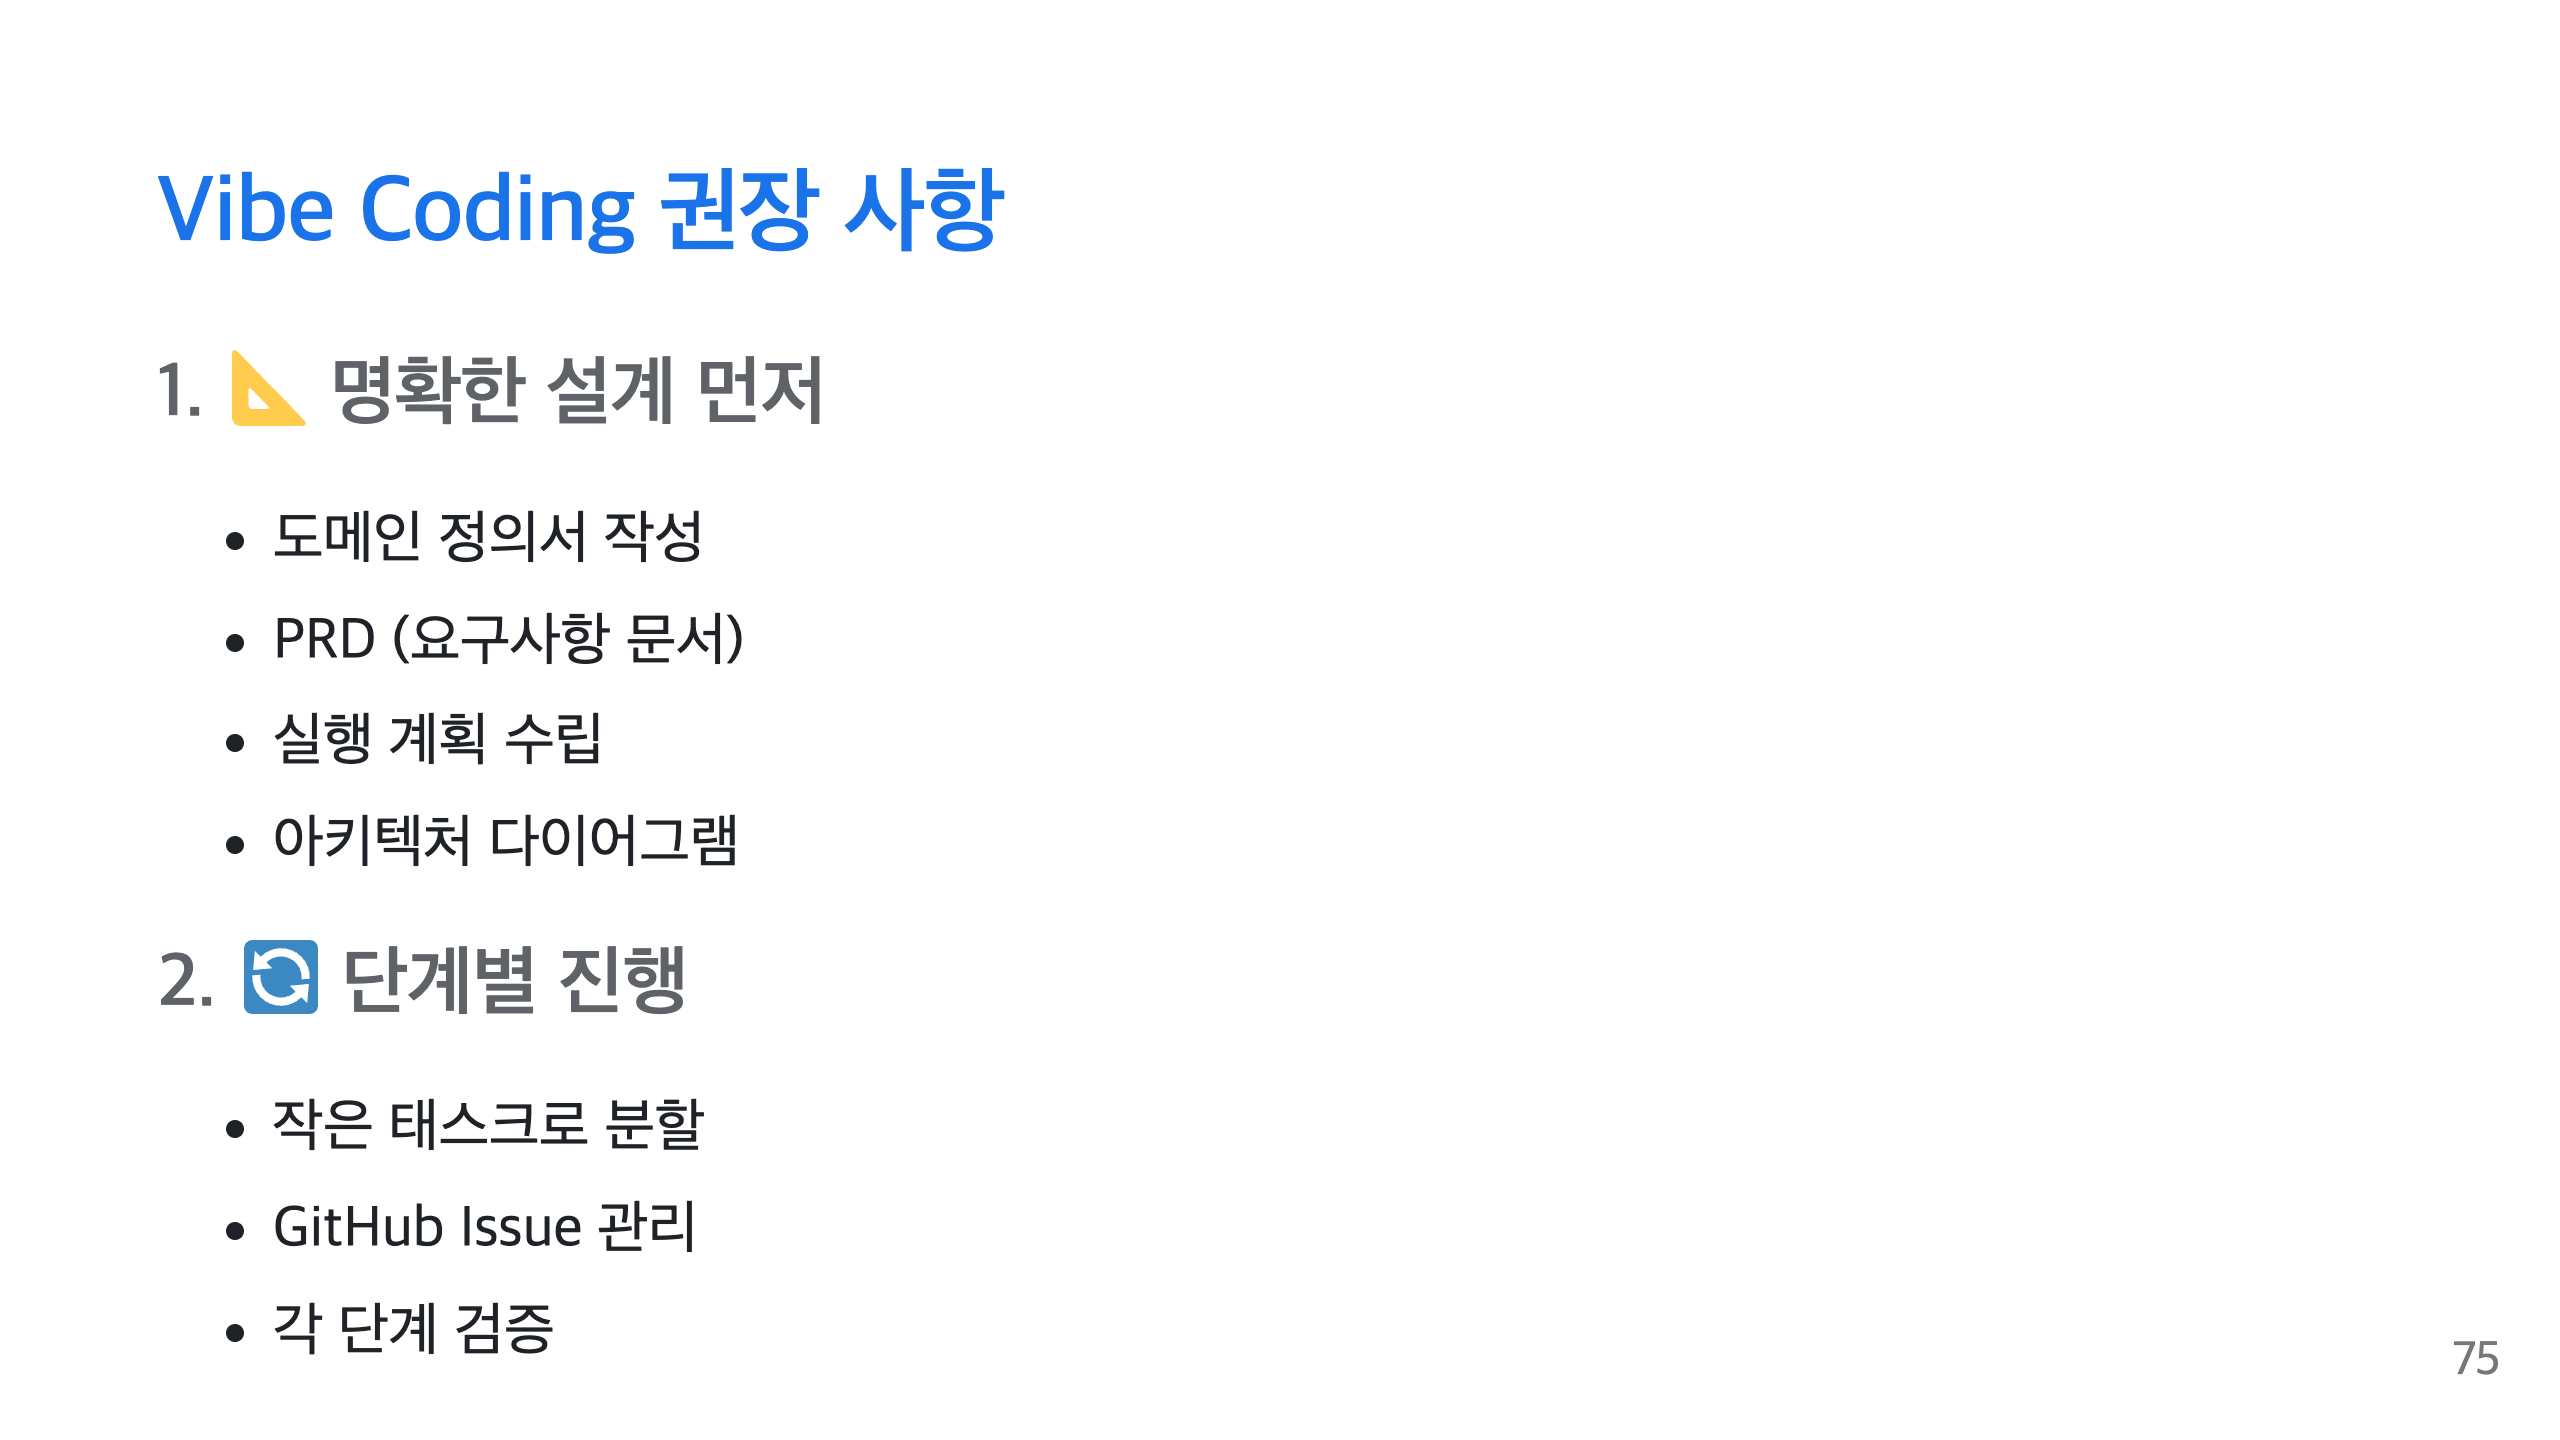 Vibe Coding 권장 사항
1. 📐 명확한 설계 먼저
• 도메인 정의서 작성
• PRD (요구사항 문서)
• 실행 계획 수립
• 아키텍처 다이어그램
2. 🔄 단계별 진행
• 작은 태스크로 분할
• GitHub Issue 관리
• 각 단계 검증
75